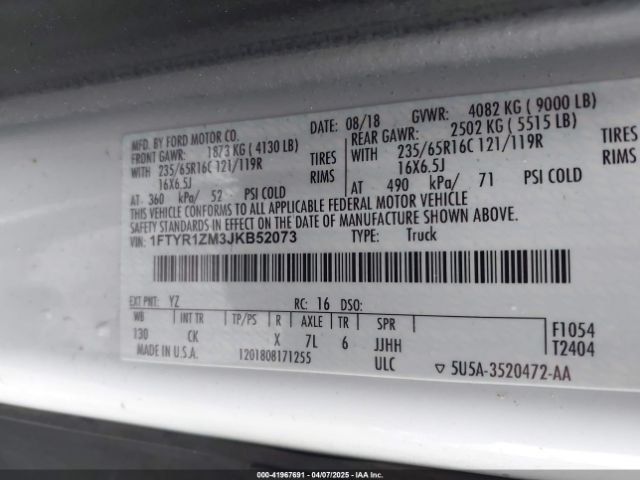 MFD. BY FORD MOTOR CO.
DATE: 08/18 GVWR: 4082 KG ( 9000 LB)
FRONT GAWR: 1873 KG ( 4130 LB) REAR GAWR: 2502 KG ( 5515 LB)
WITH 235/65R16C 121/119R TIRES WITH 235/65R16C 121/119R TIRES
16X6.5J RIMS 16X6.5J RIMS
AT 360 kPa/ 52 PSI COLD AT 490 kPa/ 71 PSI COLD
THIS VEHICLE CONFORMS TO ALL APPLICABLE FEDERAL MOTOR VEHICLE
SAFETY STANDARDS IN EFFECT ON THE DATE OF MANUFACTURE SHOWN ABOVE.
VIN: 1FTYR1ZM3JKB52073 TYPE: Truck
EXT PNT: YZ RC: 16 DSO:
WB INT TR TP/PS R AXLE TR SPR
130 CK X 7L 6 JJHH
F1054
T2404
MADE IN U.S.A. 1201808171255 ULC
▽ 5U5A-3520472-AA
000-41967691 - 04/07/2025 - IAAI.com